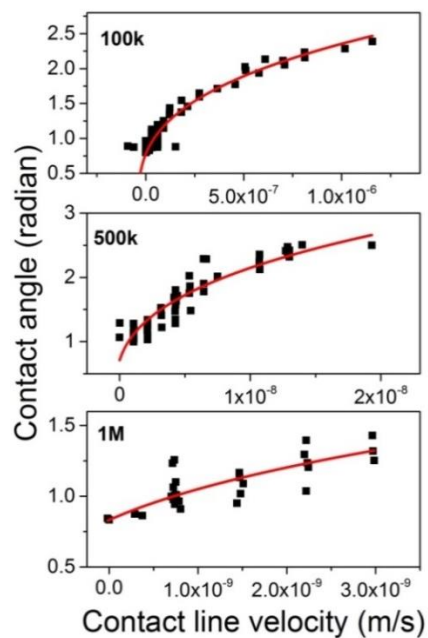 Contact angle (radian)
100k
2.5
2.0
1.5
1.0
0.5
0.0 5.0x10⁻⁷ 1.0x10⁻⁶
500k
3
2
1
0 1x10⁻⁸ 2x10⁻⁸
1M
1.5
1.0
0.5
0.0 1.0x10⁻⁹ 2.0x10⁻⁹ 3.0x10⁻⁹
Contact line velocity (m/s)